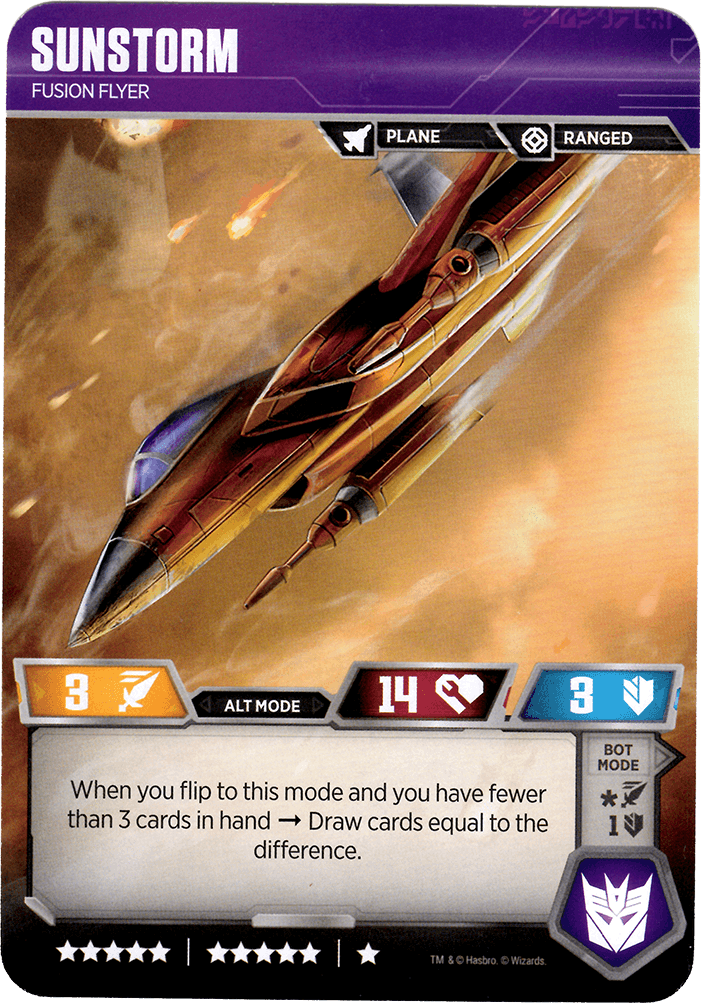 SUNSTORM
FUSION FLYER
PLANE
RANGED
3
ALT MODE
14
3
When you flip to this mode and you have fewer
than 3 cards in hand → Draw cards equal to the
difference.
BOT
MODE
*
1
TM & © Hasbro. © Wizards.